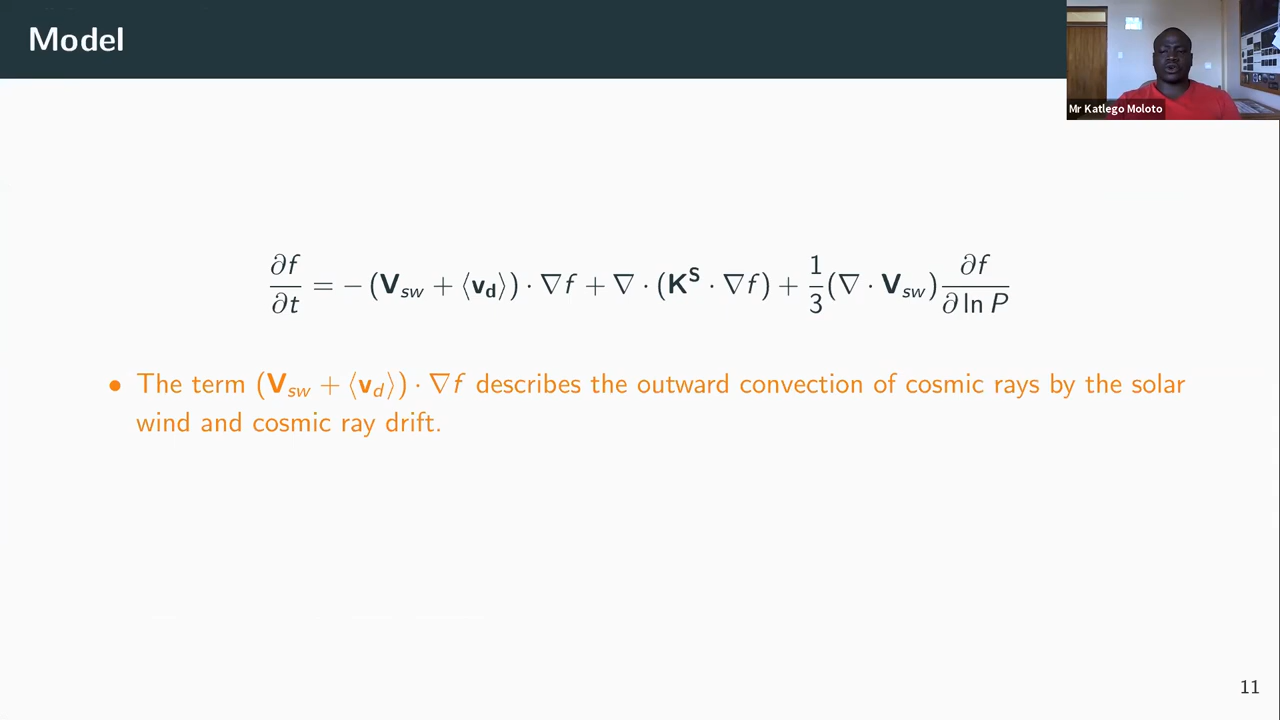 Model
Mr Katlego Moloto
∂f/∂t = −(V_sw + ⟨v_d⟩) · ∇f + ∇ · (K^S · ∇f) + 1/3 (∇ · V_sw) ∂f/∂ ln P
• The term (V_sw + ⟨v_d⟩) · ∇f describes the outward convection of cosmic rays by the solar
wind and cosmic ray drift.
11